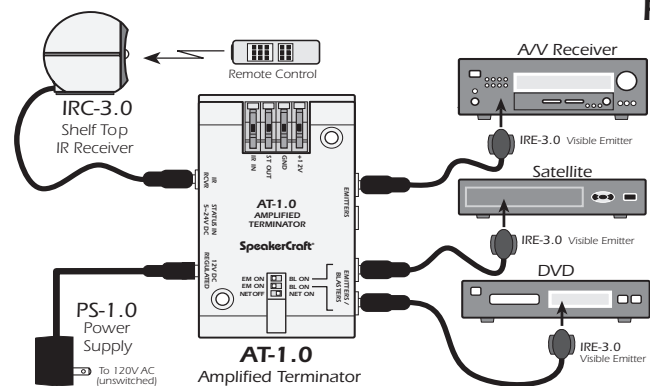 A/V Receiver
Remote Control
IRC-3.0
Shelf Top
IR Receiver
IRE-3.0 Visible Emitter
IR IN
ST OUT
GND
+12V
IR
RCVR
STATUS IN
5~24V DC
12V DC
REGULATED
EMITTERS
EMITTERS /
BLASTERS
AT-1.0
AMPLIFIED
TERMINATOR
SpeakerCraft®
EM ON BL ON
EM ON BL ON
NET OFF NET ON
Satellite
IRE-3.0 Visible Emitter
DVD
IRE-3.0
Visible Emitter
PS-1.0
Power
Supply
To 120V AC
(unswitched)
AT-1.0
Amplified Terminator